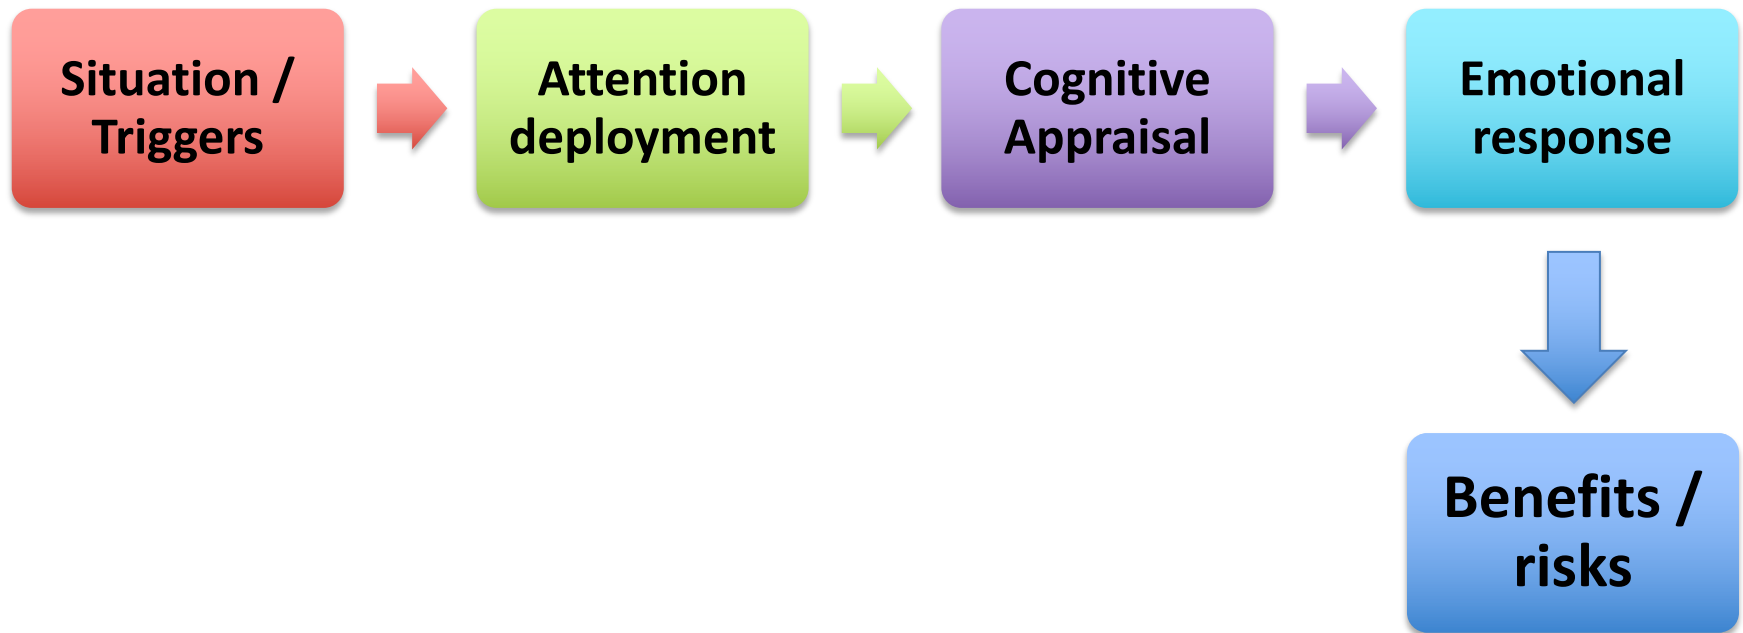 Situation /
Triggers
Attention
deployment
Cognitive
Appraisal
Emotional
response
Benefits /
risks